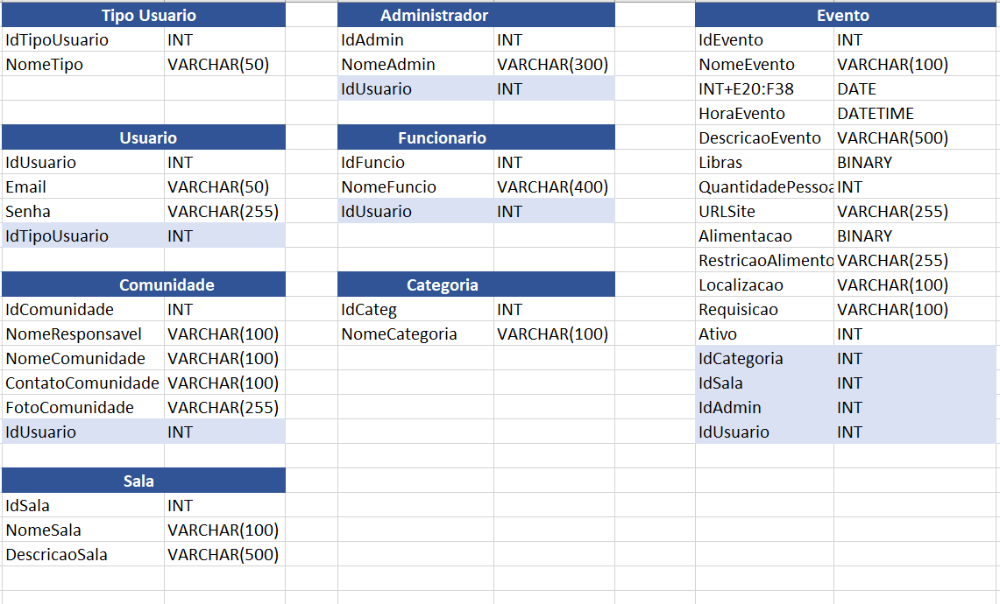 Tipo Usuario
IdTipoUsuario INT
NomeTipo VARCHAR(50)
Usuario
IdUsuario INT
Email VARCHAR(50)
Senha VARCHAR(255)
IdTipoUsuario INT
Comunidade
IdComunidade INT
NomeResponsavel VARCHAR(100)
NomeComunidade VARCHAR(100)
ContatoComunidade VARCHAR(100)
FotoComunidade VARCHAR(255)
IdUsuario INT
Sala
IdSala INT
NomeSala VARCHAR(100)
DescricaoSala VARCHAR(500)
Administrador
IdAdmin INT
NomeAdmin VARCHAR(300)
IdUsuario INT
Funcionario
IdFuncio INT
NomeFuncio VARCHAR(400)
IdUsuario INT
Categoria
IdCateg INT
NomeCategoria VARCHAR(100)
Evento
IdEvento INT
NomeEvento VARCHAR(100)
INT+E20:F38 DATE
HoraEvento DATETIME
DescricaoEvento VARCHAR(500)
Libras BINARY
QuantidadePessoa INT
URLSite VARCHAR(255)
Alimentacao BINARY
RestricaoAlimento VARCHAR(255)
Localizacao VARCHAR(100)
Requisicao VARCHAR(100)
Ativo INT
IdCategoria INT
IdSala INT
IdAdmin INT
IdUsuario INT